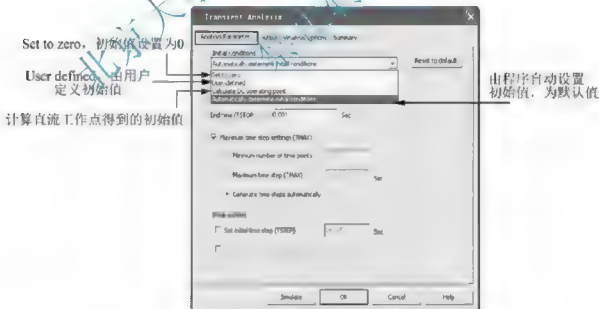 Transient Analysis
Analysis Parameter Output Analysis Options Summary
Initial conditions
Automatically determine initial conditions
Reset to default
Set to zero
User-defined
Calculate DC operating point
Automatically determine initial conditions
Set to zero，初始值设置为0
User defined，由用户
定义初始值
计算直流工作点得到的初始值
由程序自动设置
初始值，为默认值
End time (TSTOP 0.001 Sec
Maximum time step settings (TMAX)
Minimum number of time points
Maximum time step (TMAX) Sec
Generate time steps automatically
Set initial time step (TSTEP) Sec
Simulate OK Cancel Help